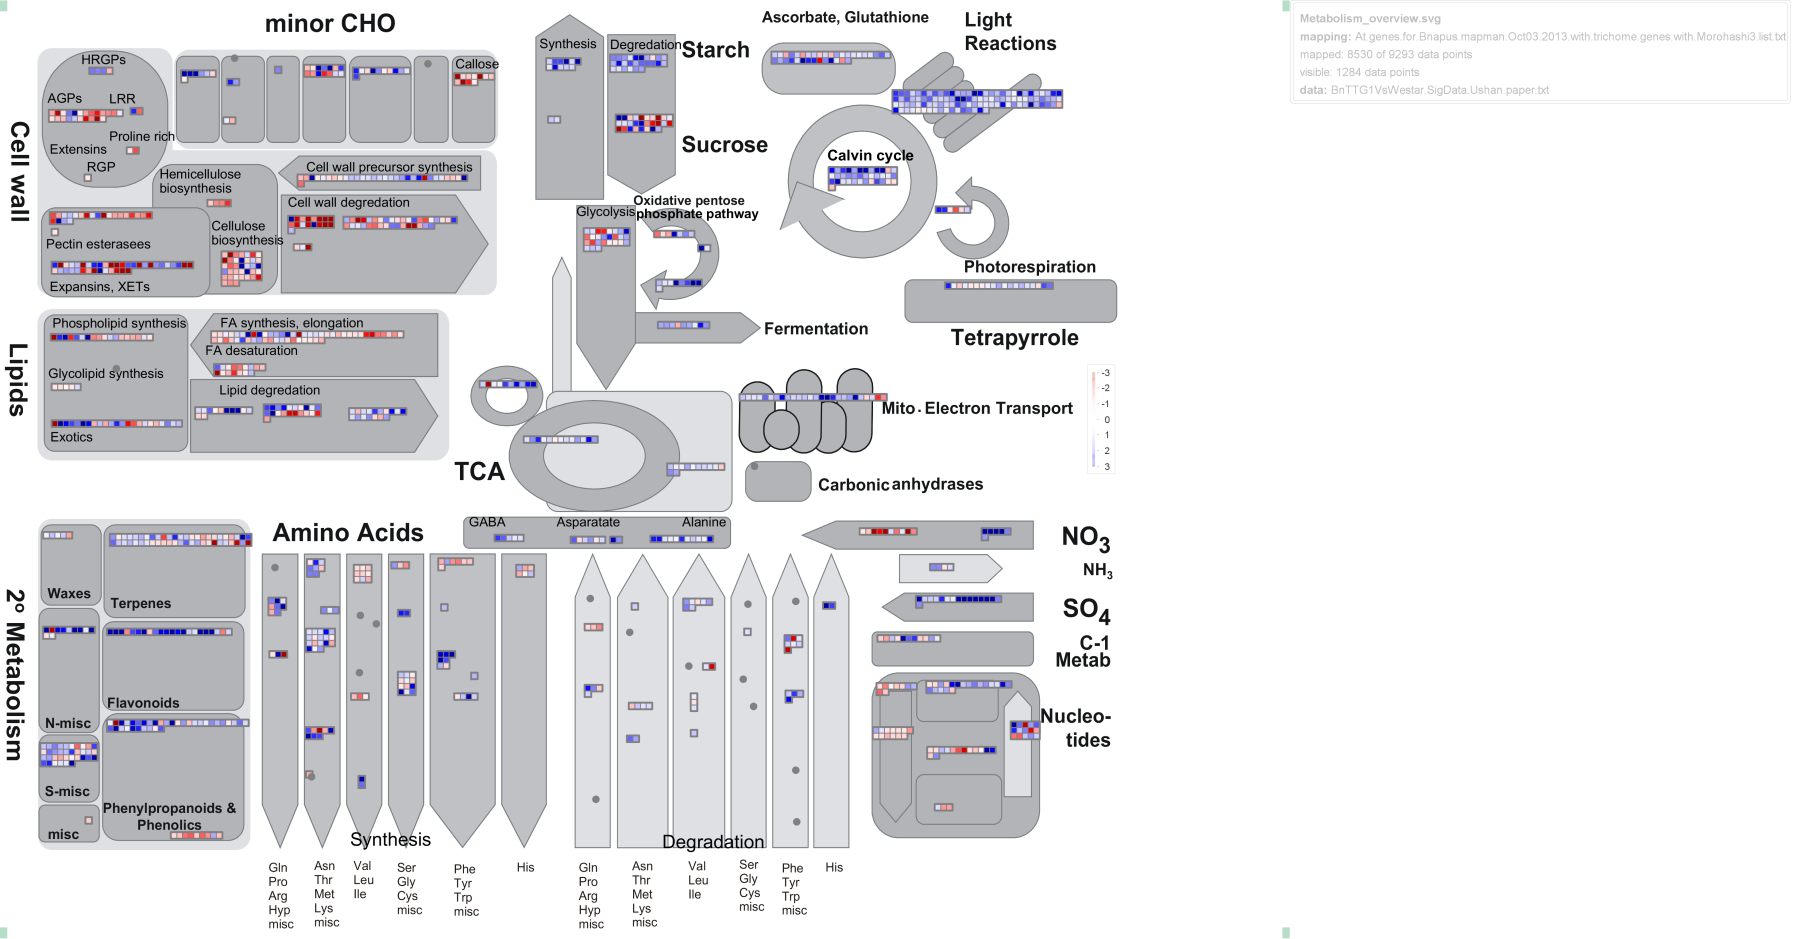 minor CHO
HRGPs
AGPs
LRR
Proline rich
Extensins
RGP
Callose
Cell wall
Hemicellulose
biosynthesis
Cell wall precursor synthesis
Cell wall degradation
Cellulose
biosynthesis
Pectin esterasees
Expansins, XETs
Lipids
Phospholipid synthesis
FA synthesis, elongation
FA desaturation
Glycolipid synthesis
Lipid degredation
Exotics
Synthesis
Degredation
Starch
Sucrose
Ascorbate, Glutathione
Light
Reactions
Calvin cycle
Oxidative pentose
phosphate pathway
Glycolysis
Photorespiration
Tetrapyrrole
Fermentation
Mito. Electron Transport
TCA
Carbonic anhydrases
-3
-2
-1
0
1
2
3
2º Metabolism
Waxes
Terpenes
N-misc
Flavonoids
S-misc
Phenylpropanoids &
Phenolics
misc
Amino Acids
GABA
Asparatate
Alanine
Synthesis
Degradation
Gln
Pro
Arg
Hyp
misc
Asn
Thr
Met
Lys
misc
Val
Leu
Ile
Ser
Gly
Cys
misc
Phe
Tyr
Trp
misc
His
Gln
Pro
Arg
Hyp
misc
Asn
Thr
Met
Lys
misc
Val
Leu
Ile
Ser
Gly
Cys
misc
Phe
Tyr
Trp
misc
His
NO3
NH3
SO4
C-1
Metab
Nucleo-
tides
Metabolism_overview.svg
mapping: At.genes.for.Bnapus.mapman.Oct03.2013.with.trichome.genes.with.Morohashi3.list.txt
mapped: 8530 of 9293 data points
visible: 1284 data points
data: BnTTG1VsWestar.SigData.Ushan.paper.txt